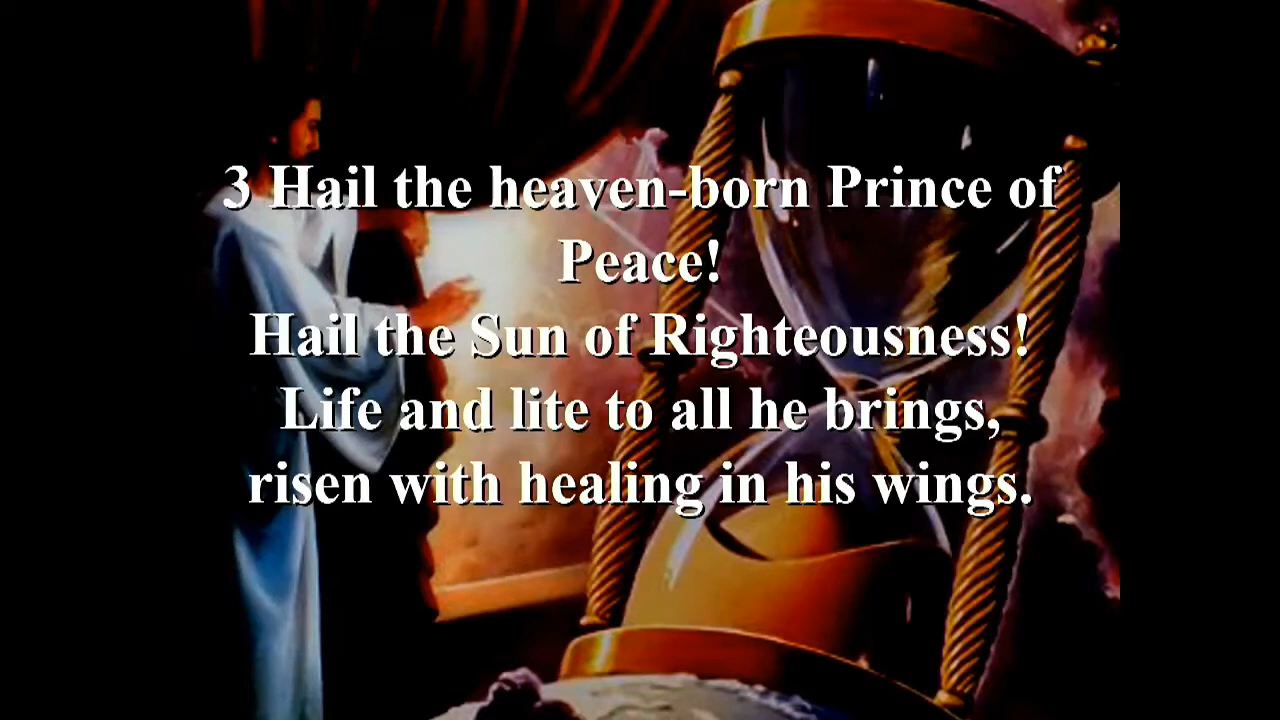 3 Hail the heaven-born Prince of
Peace!
Hail the Sun of Righteousness!
Life and lite to all he brings,
risen with healing in his wings.